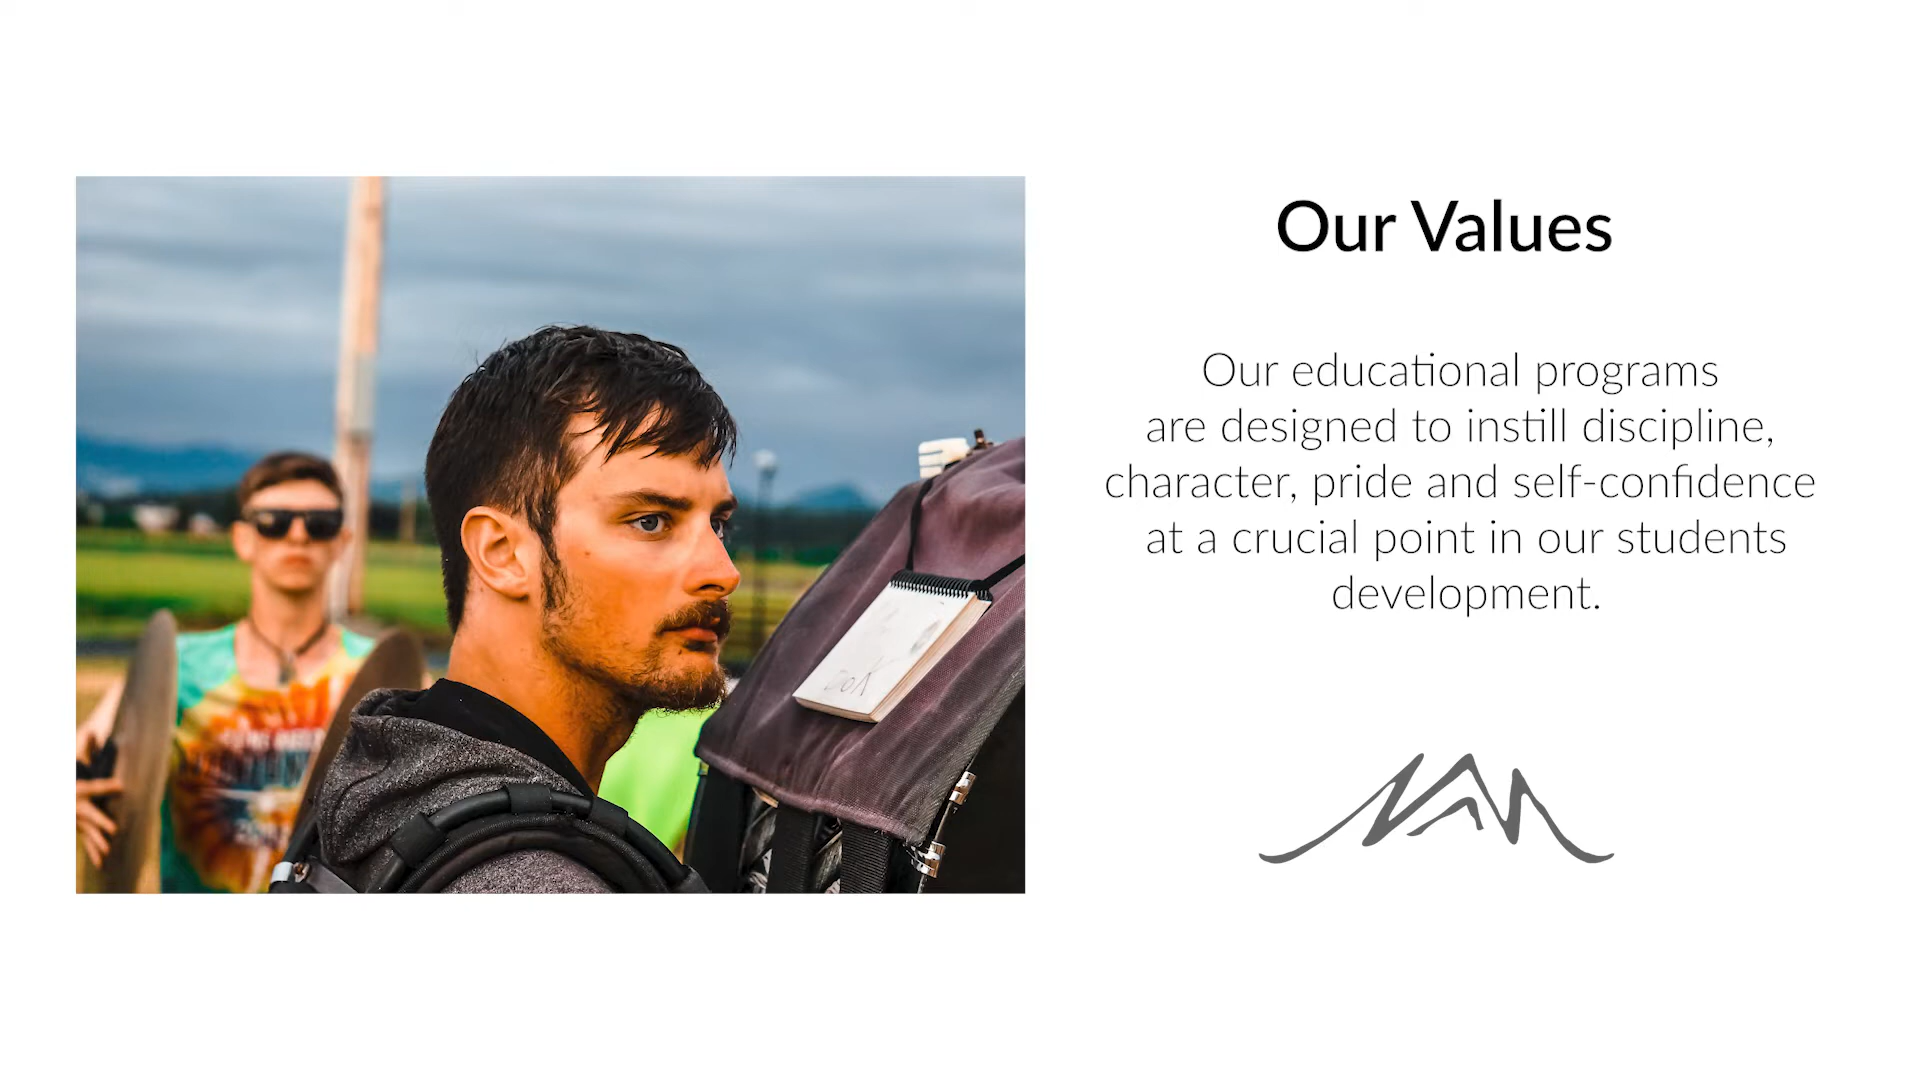 Our Values
Our educational programs
are designed to instill discipline,
character, pride and self-confidence
at a crucial point in our students
development.